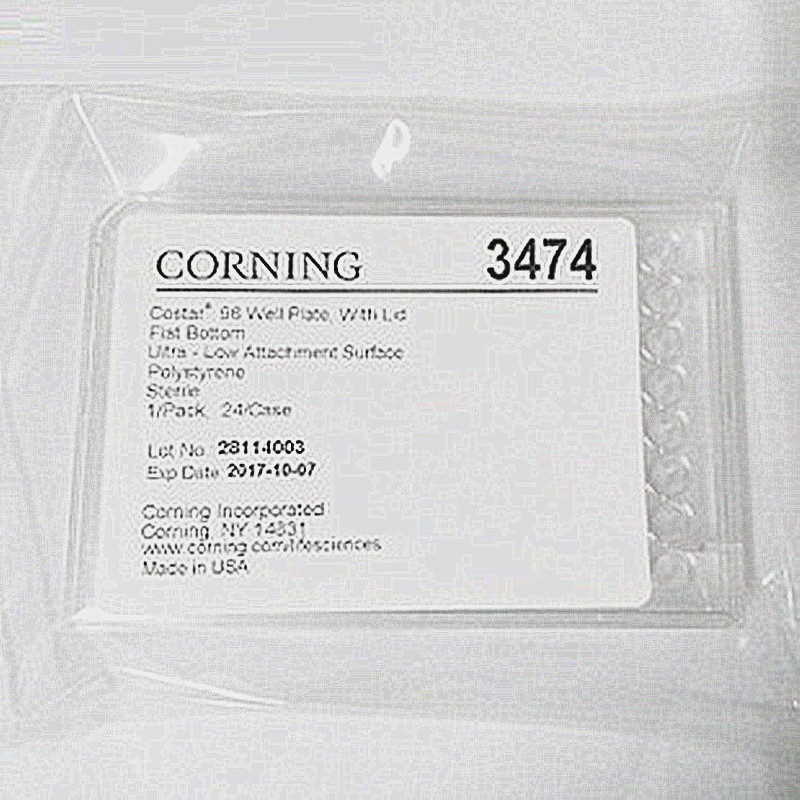 CORNING 3474
Costar® 96 Well Plate, With Lid
Flat Bottom
Ultra - Low Attachment Surface
Polystyrene
Sterile
1/Pack, 24/Case
Lot No. 28114003
Exp Date 2017-10-07
Corning Incorporated
Corning, NY 14831
www.corning.com/lifesciences
Made in USA